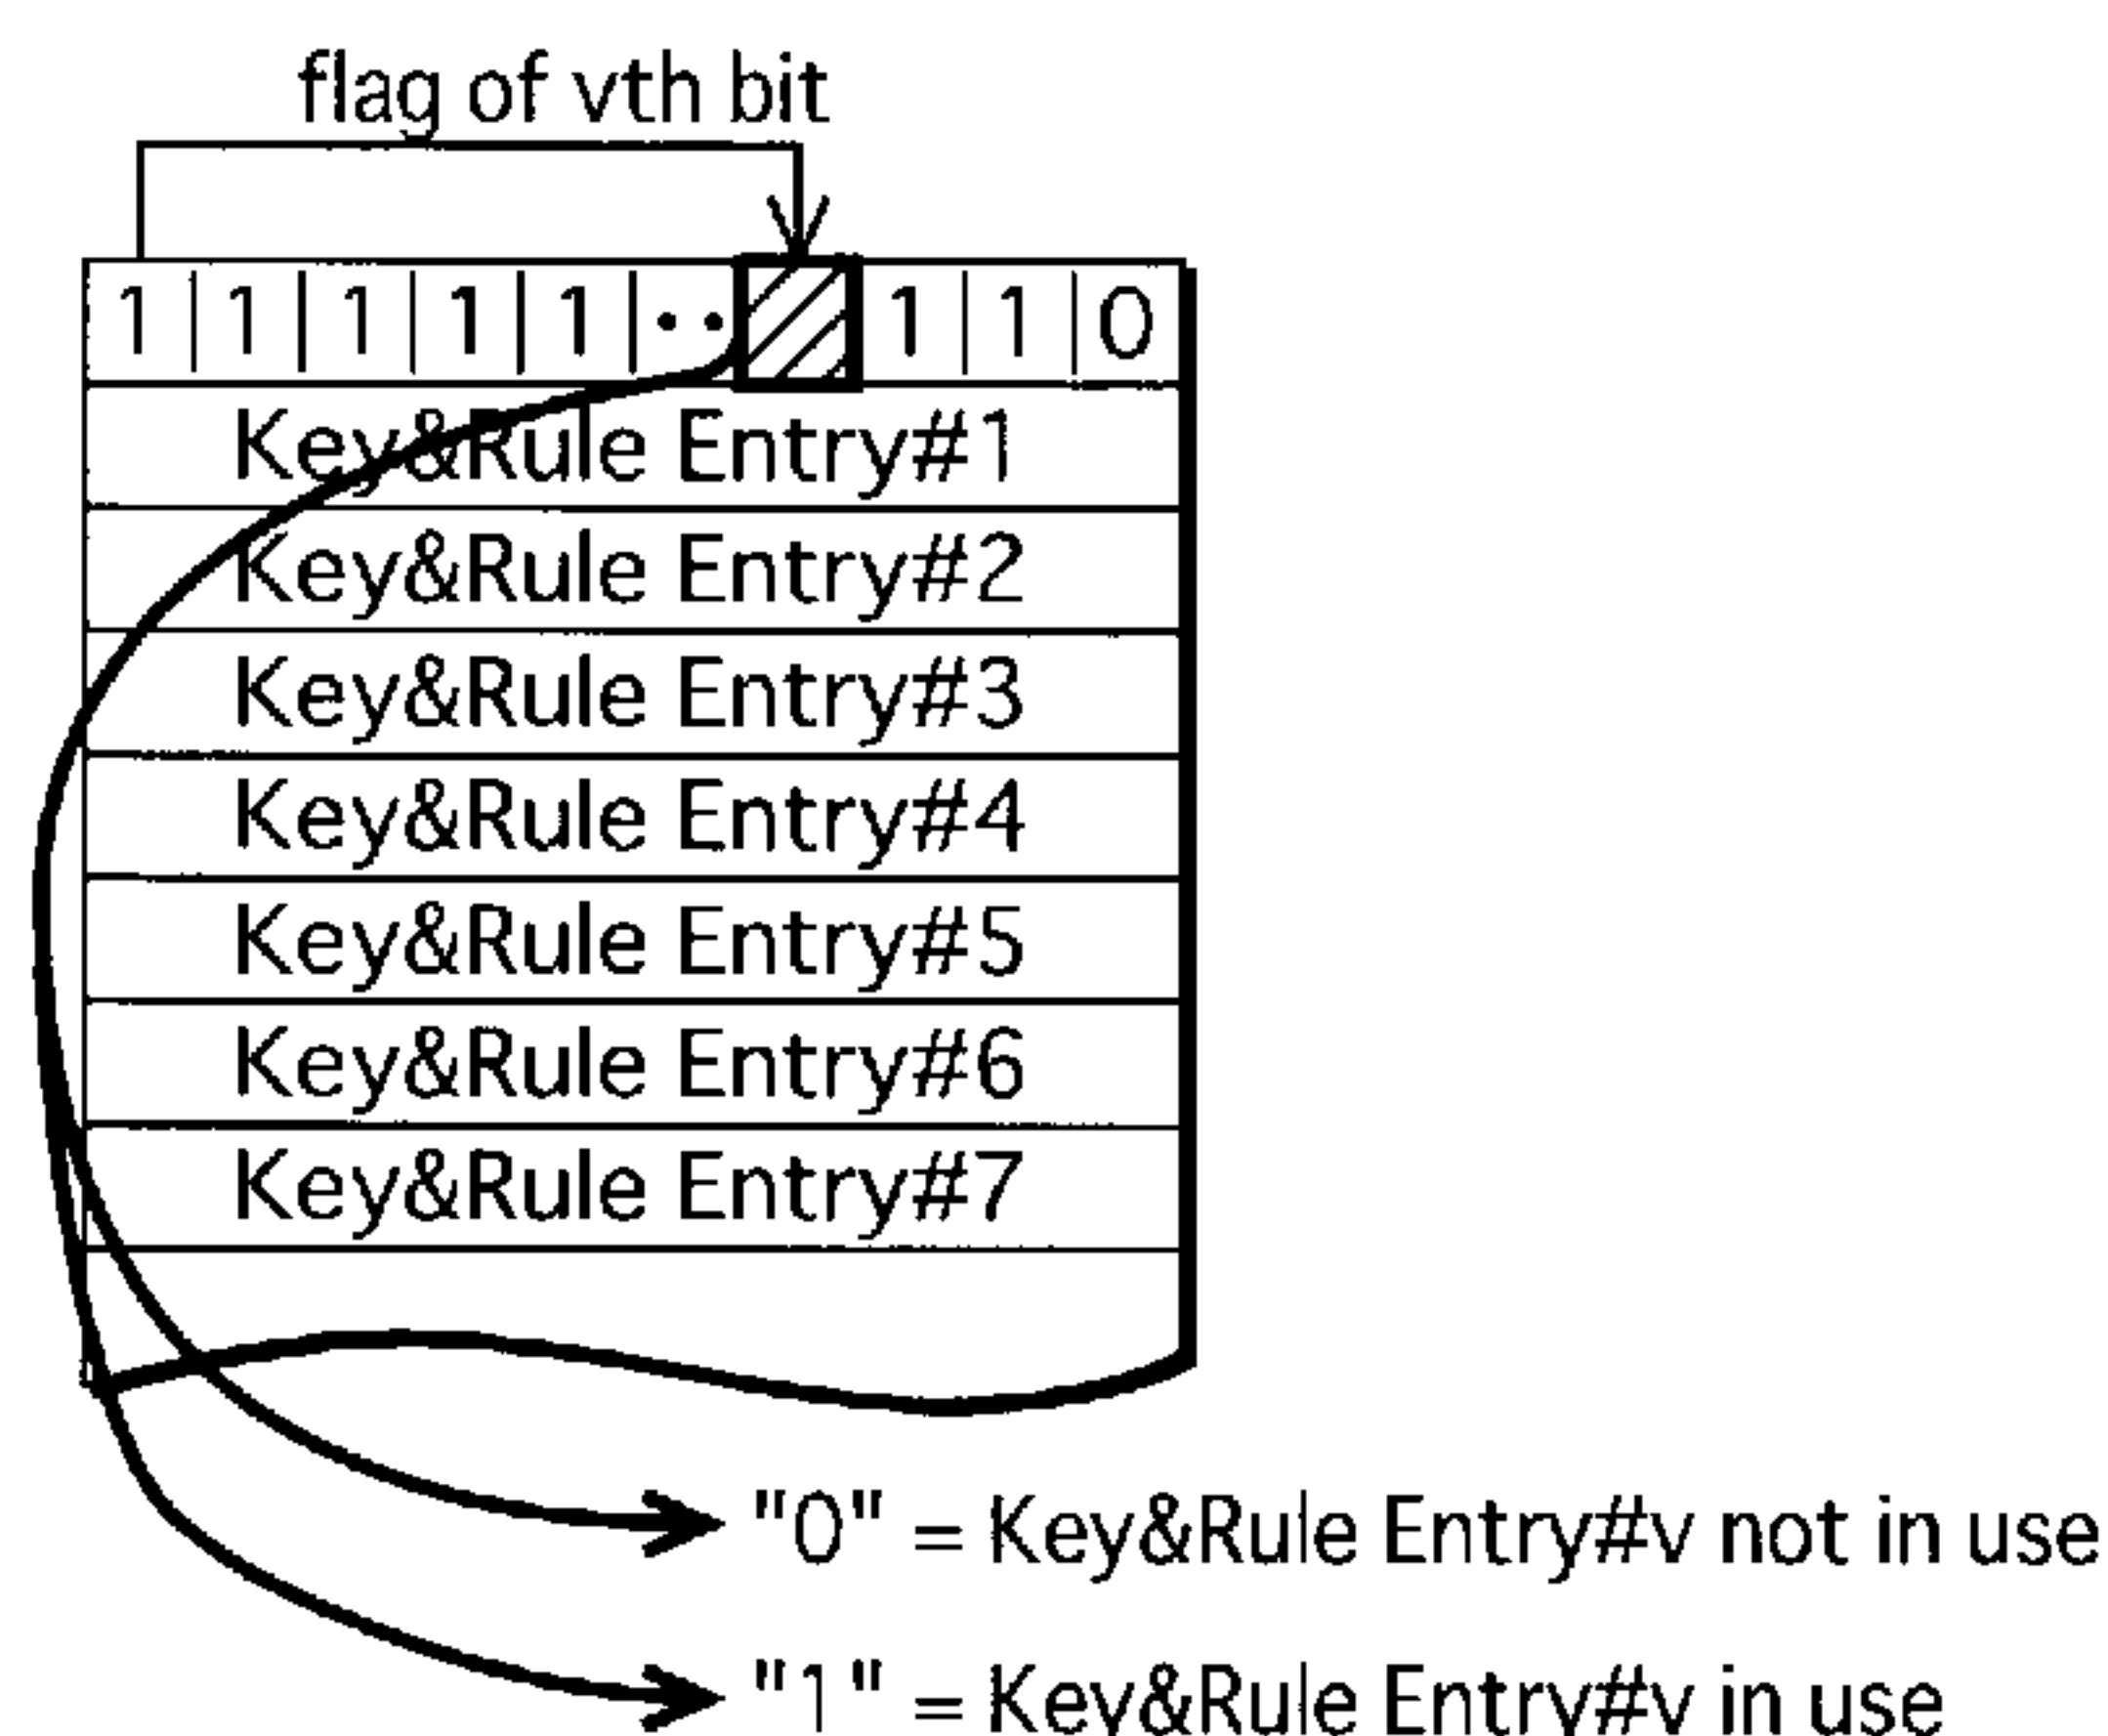 flag of vth bit
1 1 1 1 1 ‥ 1 1 0
Key&Rule Entry#1
Key&Rule Entry#2
Key&Rule Entry#3
Key&Rule Entry#4
Key&Rule Entry#5
Key&Rule Entry#6
Key&Rule Entry#7
"0" = Key&Rule Entry#v not in use
"1" = Key&Rule Entry#v in use